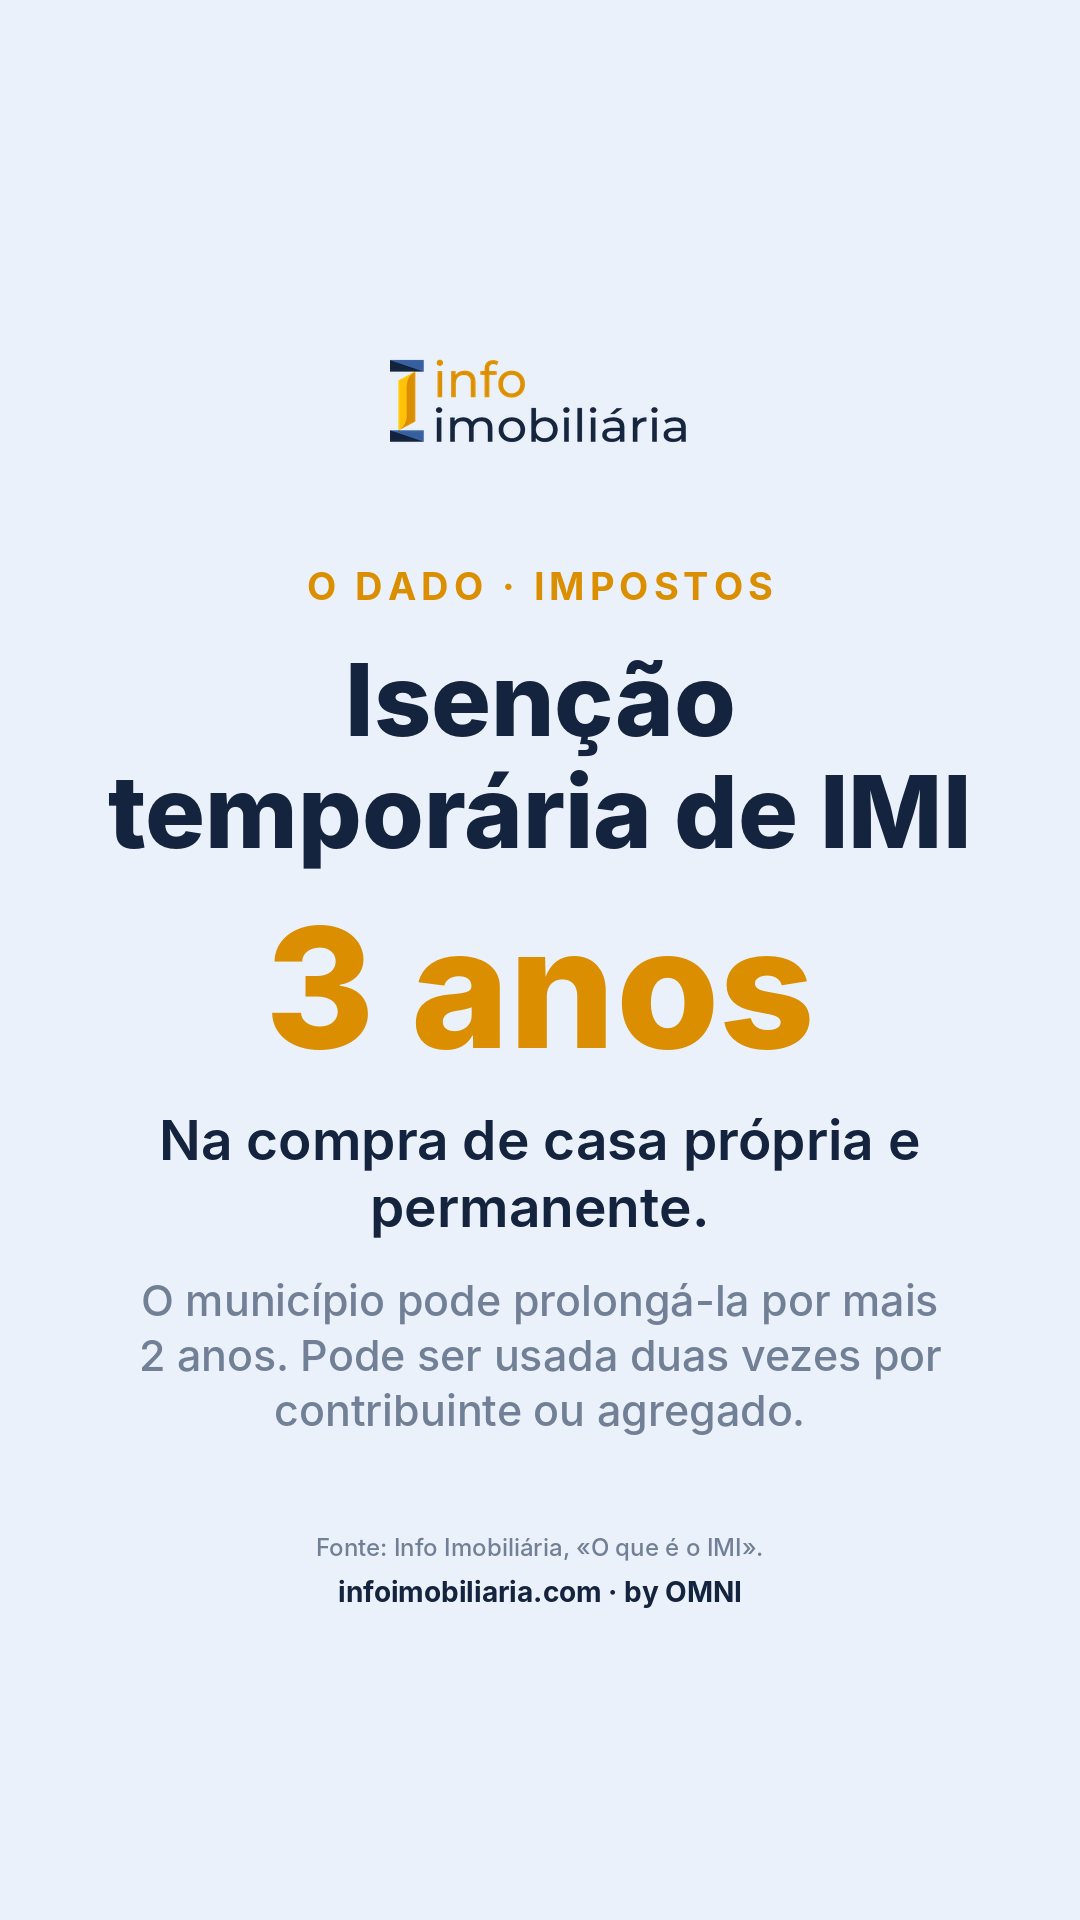 info
imobiliária
O DADO · IMPOSTOS
Isenção
temporária de IMI
3 anos
Na compra de casa própria e
permanente.
O município pode prolongá-la por mais
2 anos. Pode ser usada duas vezes por
contribuinte ou agregado.
Fonte: Info Imobiliária, «O que é o IMI».
infoimobiliaria.com · by OMNI